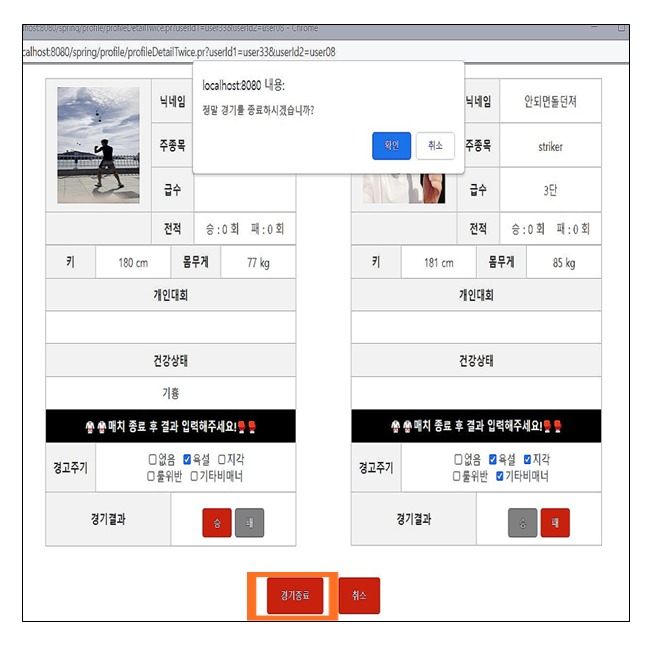 alhost:8080/spring/profile/profileDetailTwice.pr?userId1=user33&userId2=user08 - Chrome
calhost:8080/spring/profile/profileDetailTwice.pr?userId1=user33&userId2=user08
localhost:8080 내용:
정말 경기를 종료하시겠습니까?
확인 취소
닉네임
주종목
급수
전적 승 : 0 회 패 : 0 회
키 180 cm 몸무게 77 kg
개인대회
건강상태
기흉
매치 종료 후 결과 입력해주세요!
경고주기 없음 욕설 지각
룰위반 기타비매너
경기결과 승 패
닉네임 안되면돌던져
주종목 striker
급수 3단
전적 승 : 0 회 패 : 0 회
키 181 cm 몸무게 85 kg
개인대회
건강상태
매치 종료 후 결과 입력해주세요!
경고주기 없음 욕설 지각
룰위반 기타비매너
경기결과 승 패
경기종료 취소